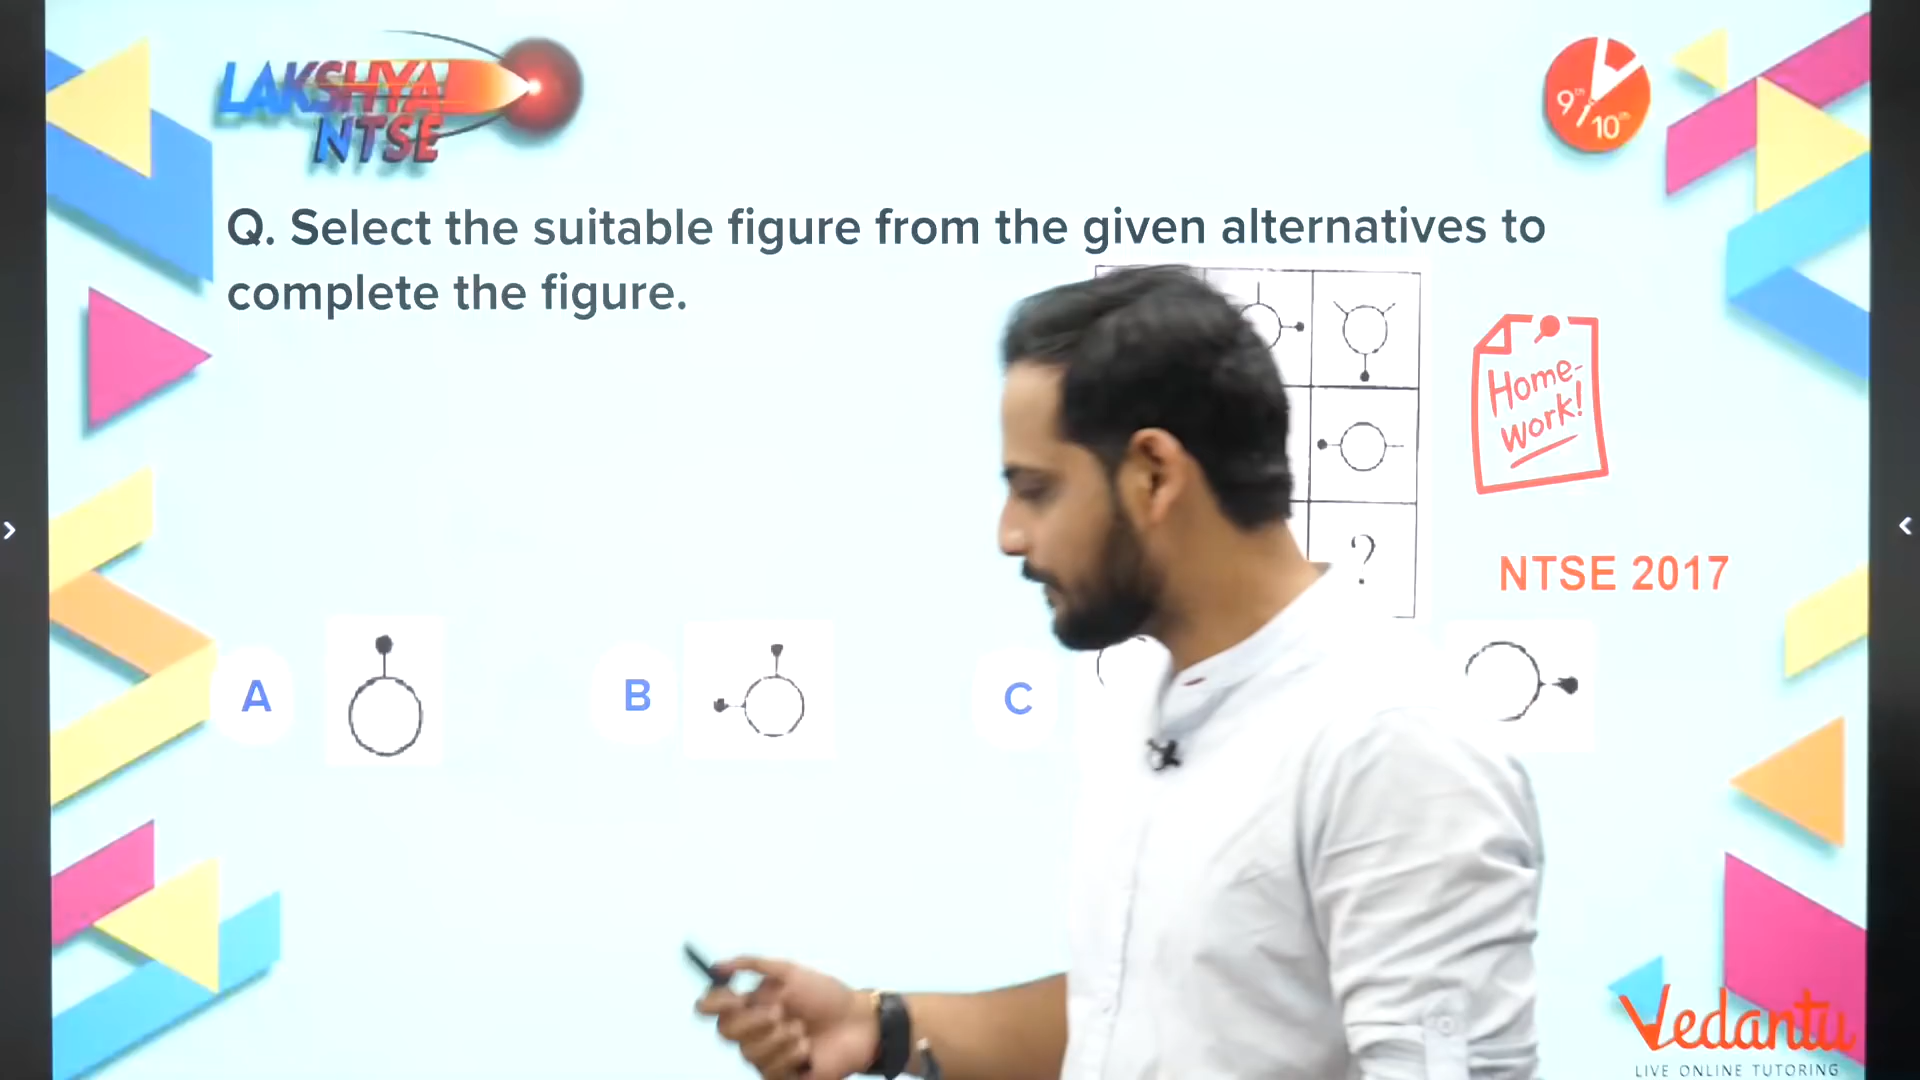 LAKSHYA
NTSE
9th/10th
Q. Select the suitable figure from the given alternatives to
complete the figure.
Home-
work!
?
NTSE 2017
A
B
C
Vedantu
LIVE ONLINE TUTORING